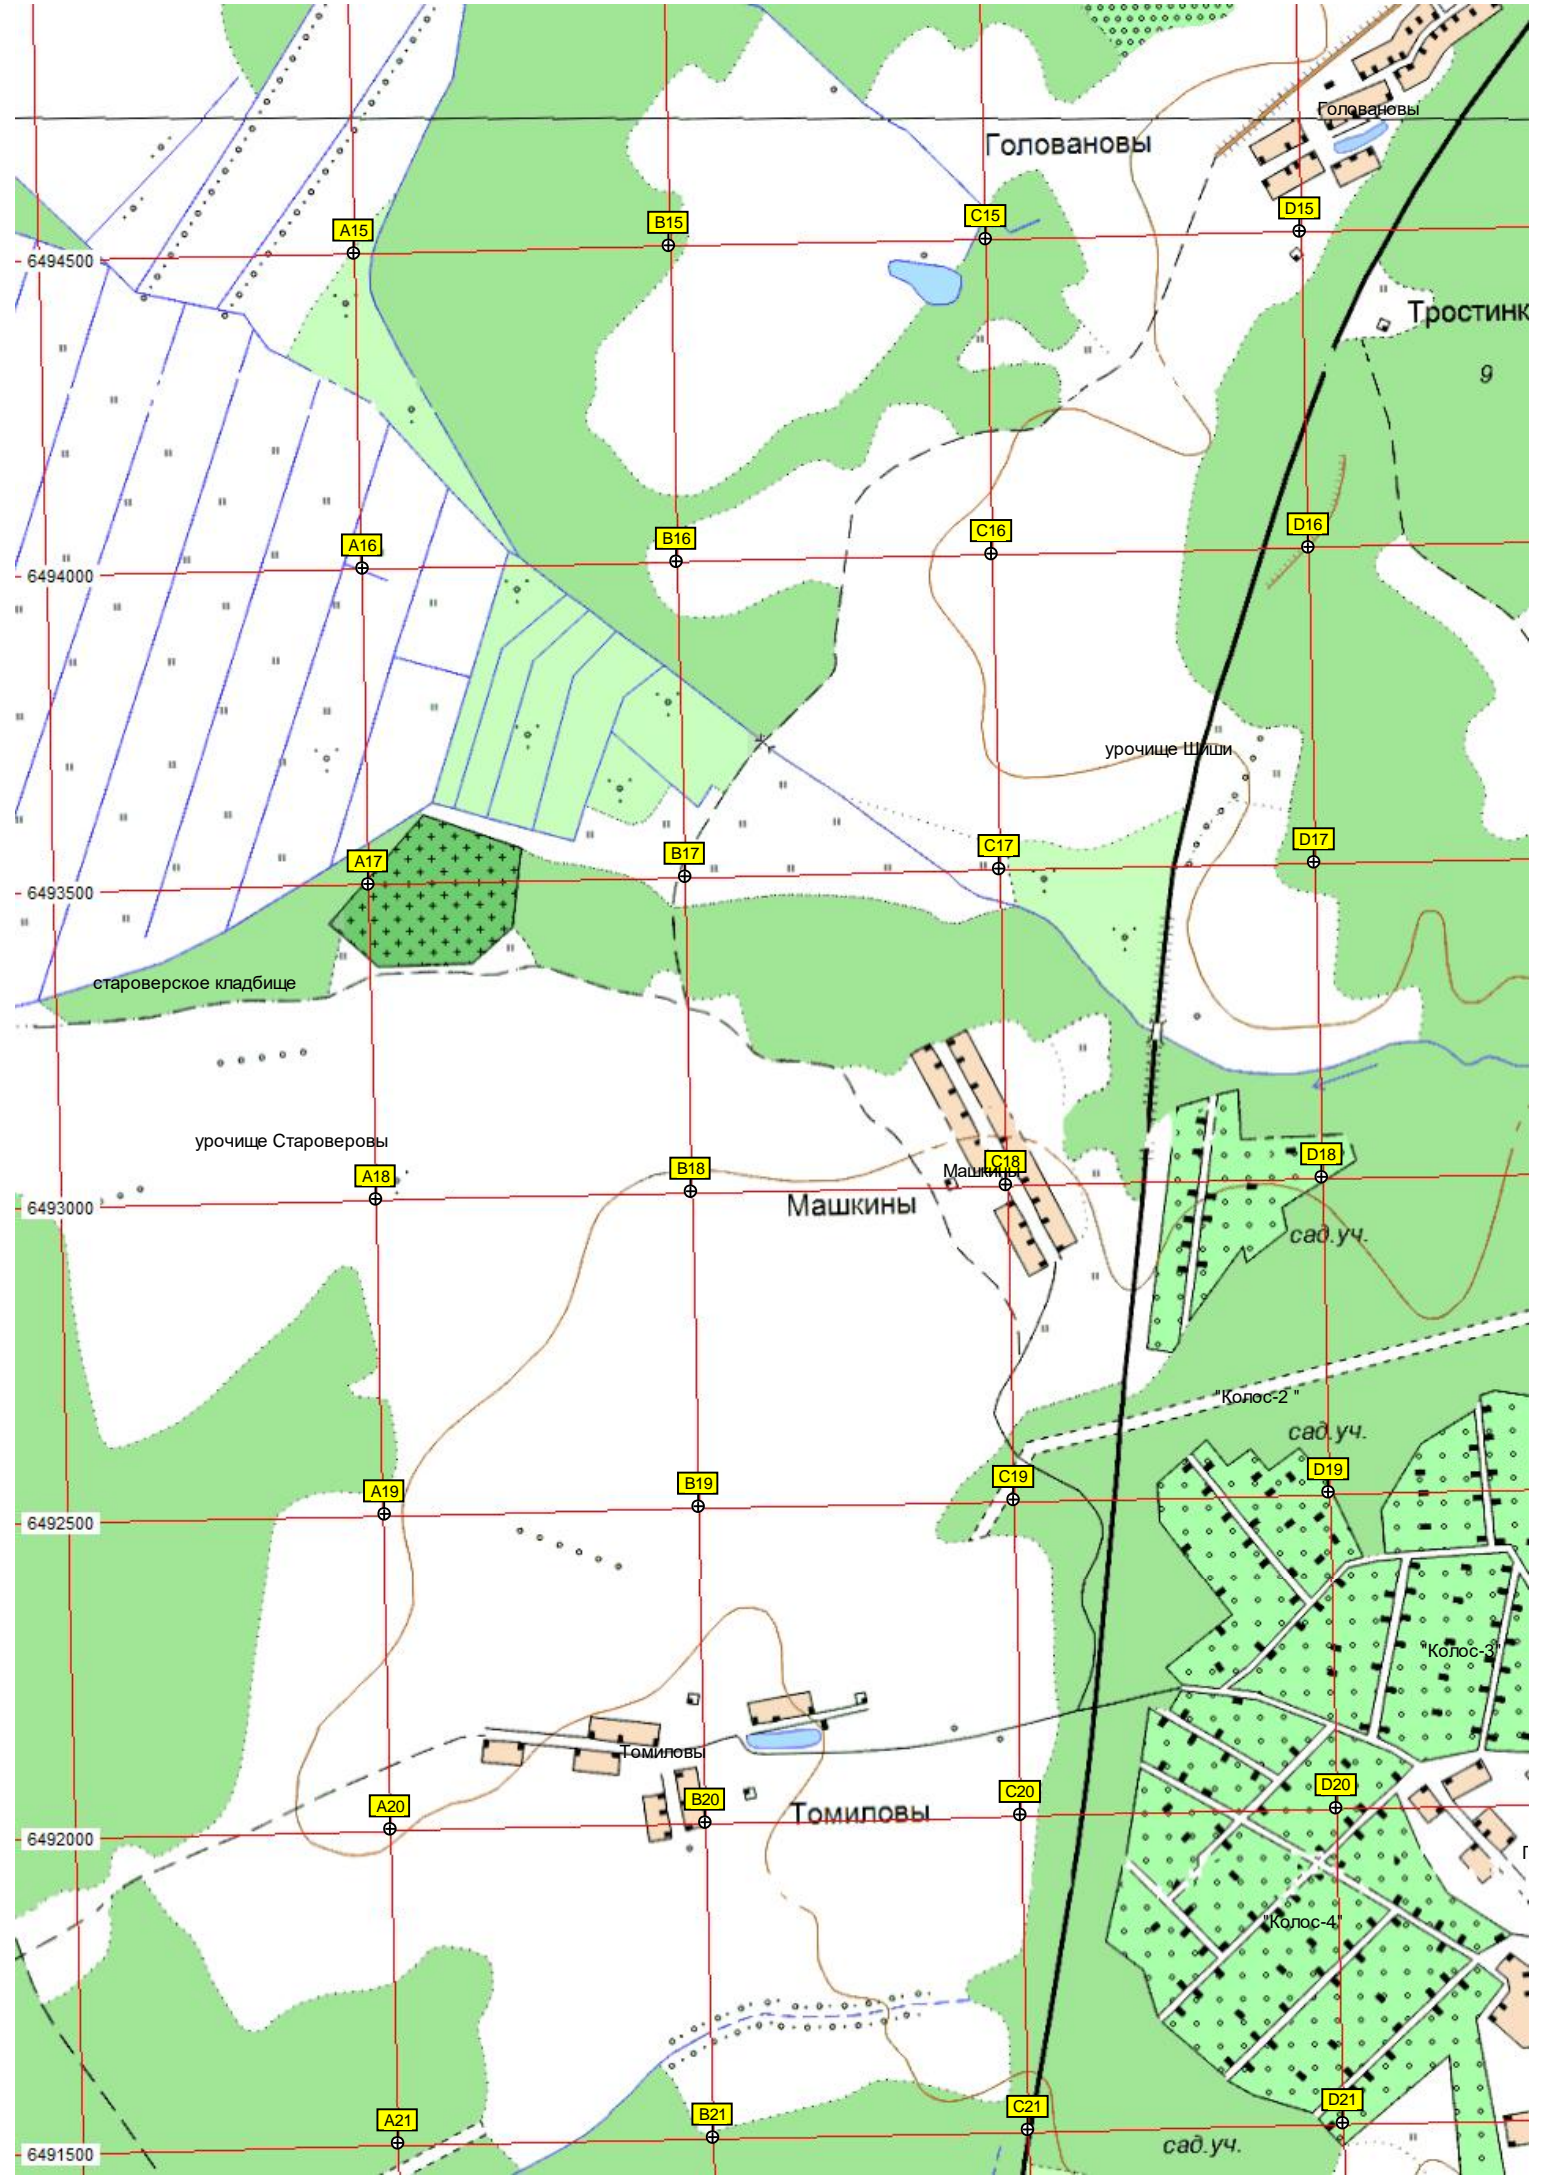 Головановы
Головановы
D15
C15
B15
A15
6494500
Тростинк
9
D16
C16
B16
A16
6494000
урочище Шиши
D17
C17
B17
A17
6493500
староверское кладбище
урочище Староверовы
D18
C18
Машкины
B18
A18
Машкины
6493000
сад.уч.
"Колос-2 "
сад.уч.
D19
C19
B19
A19
6492500
"Колос-3"
Томиловы
D20
C20
B20
A20
Томиловы
6492000
"Колос-4"
D21
C21
B21
A21
сад.уч.
6491500